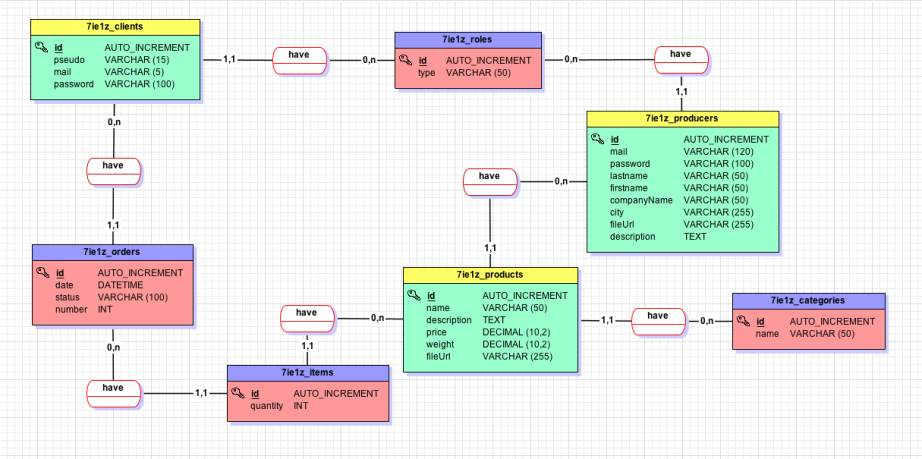 7ie1z_clients
id AUTO_INCREMENT
pseudo VARCHAR (15)
mail VARCHAR (5)
password VARCHAR (100)
1,1
have
0,n
7ie1z_roles
id AUTO_INCREMENT
type VARCHAR (50)
0,n
have
1,1
7ie1z_producers
id AUTO_INCREMENT
mail VARCHAR (120)
password VARCHAR (100)
lastname VARCHAR (50)
firstname VARCHAR (50)
companyName VARCHAR (50)
city VARCHAR (255)
fileUrl VARCHAR (255)
description TEXT
0,n
have
1,1
7ie1z_orders
id AUTO_INCREMENT
date DATETIME
status VARCHAR (100)
number INT
have
0,n
1,1
7ie1z_products
id AUTO_INCREMENT
name VARCHAR (50)
description TEXT
price DECIMAL (10,2)
weight DECIMAL (10,2)
fileUrl VARCHAR (255)
1,1
have
0,n
7ie1z_categories
id AUTO_INCREMENT
name VARCHAR (50)
have
0,n
1,1
0,n
have
1,1
7ie1z_items
id AUTO_INCREMENT
quantity INT